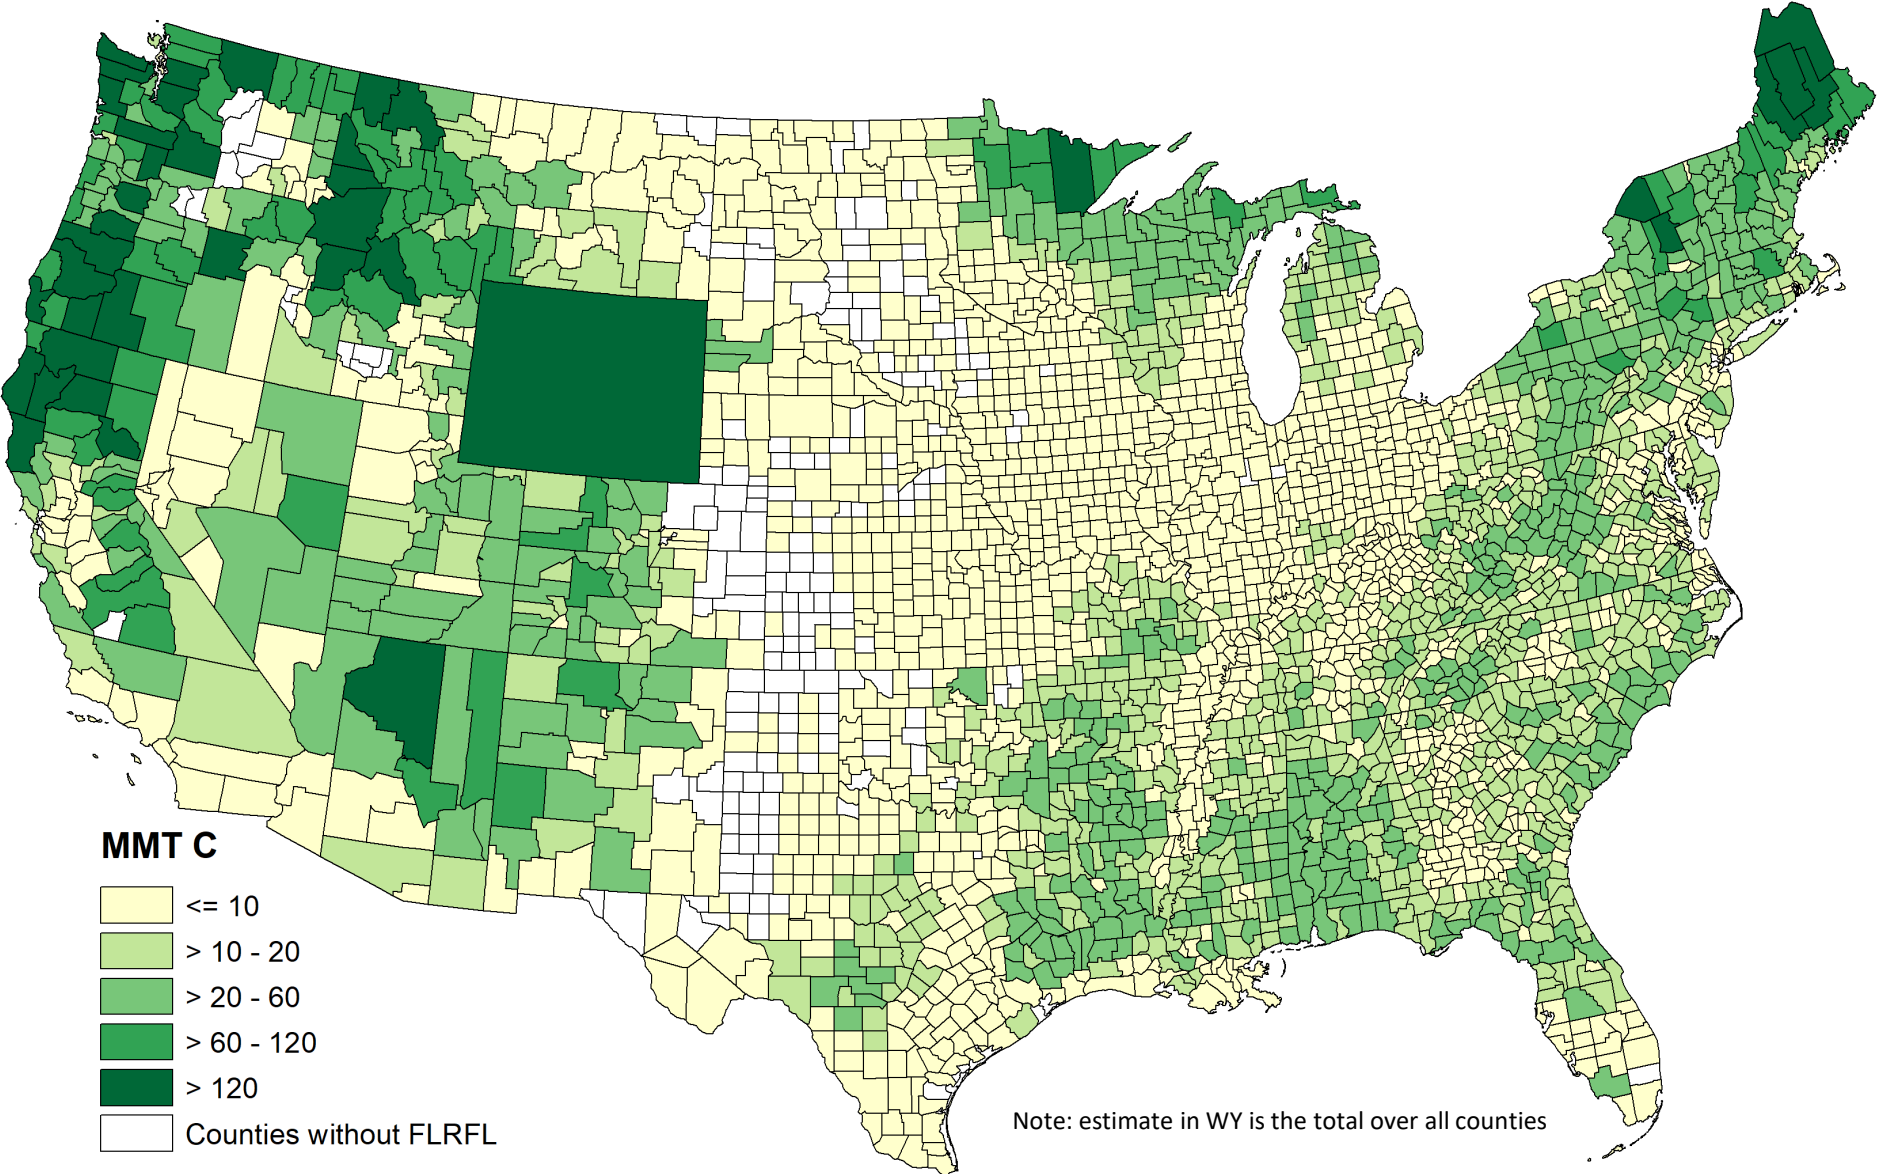 MMT C
<= 10
> 10 - 20
> 20 - 60
> 60 - 120
> 120
Counties without FLRFL
Note: estimate in WY is the total over all counties